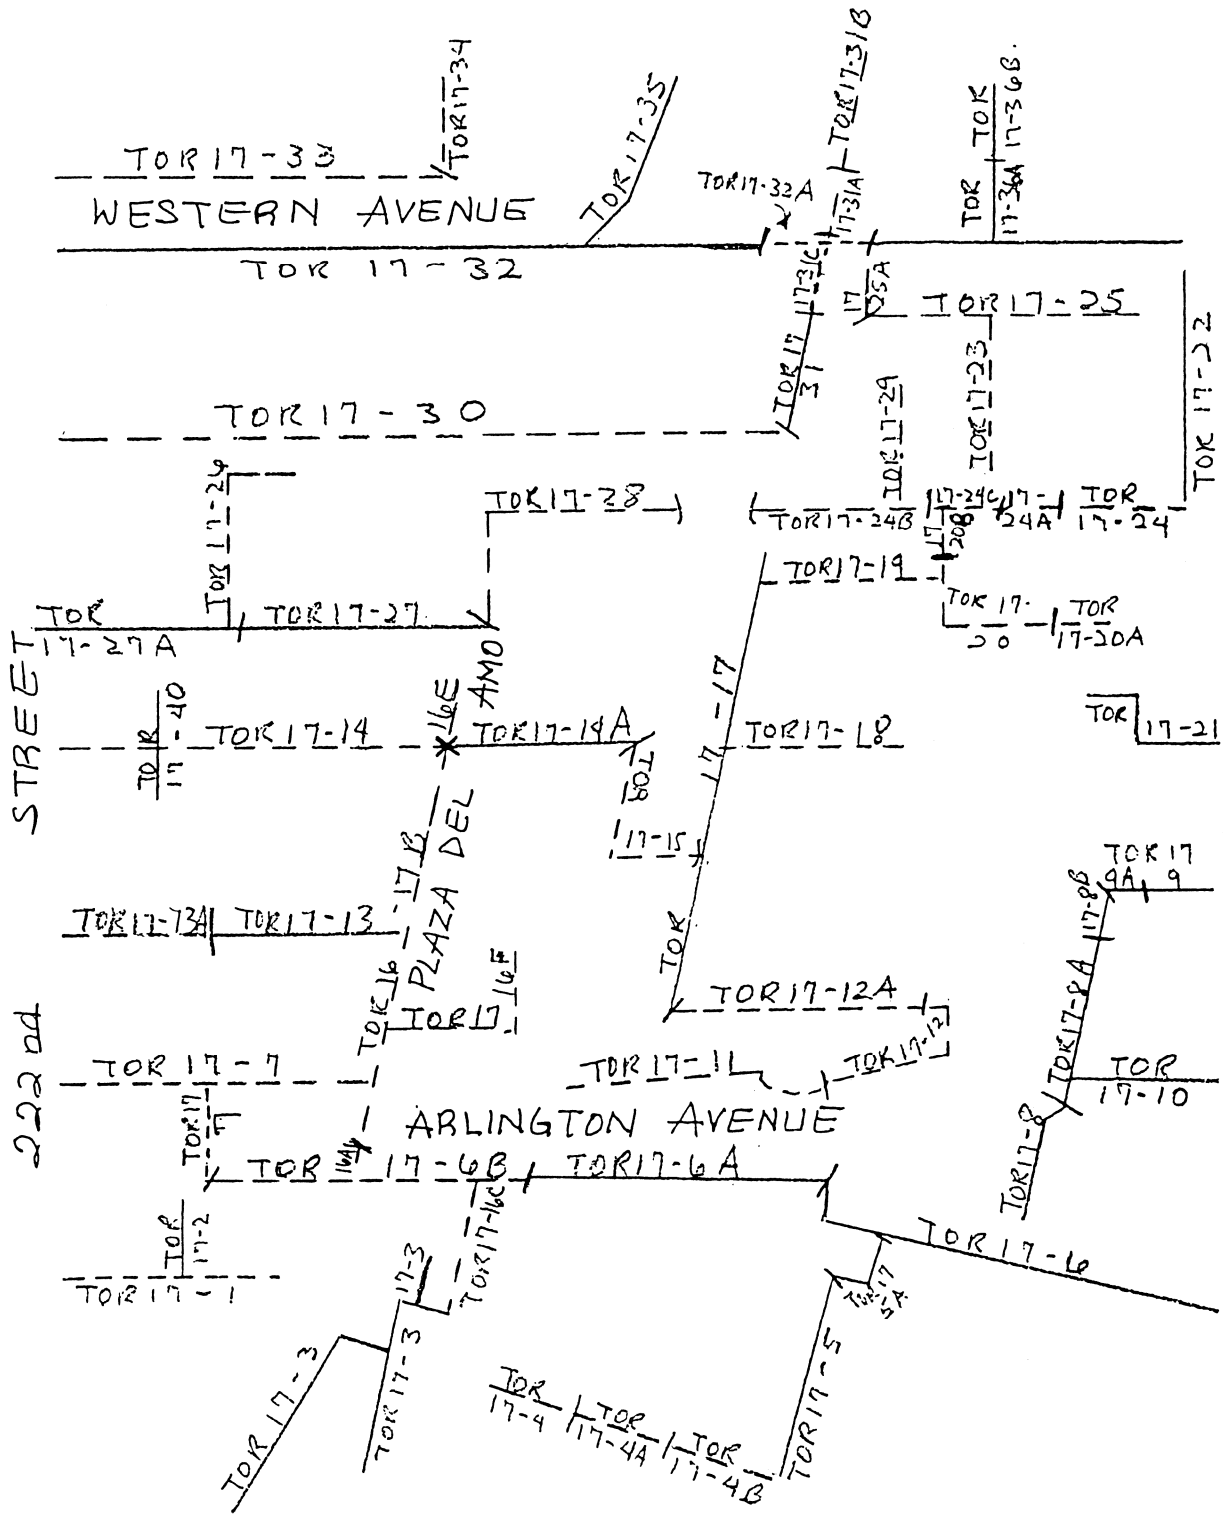 TOR 17-34
TOR 17-31B
TOR 17-35
TOR 17-36B.
TOR 17-33
WESTERN AVENUE
TOR17-32A
17-31A
TOR 17-36A
TOR 17-32
17-31C
17 25A
TOR 17-25
TOR 17 31
TOR 17-23
TOR 17-22
TOR 17-30
TOR 17-29
TOR 17-28
TOR 17-24B
17-24C
17-24A
TOR 17-24
17 20B
TOR 17-19
TOR 17-27
TOR 17-27A
TOR 17-20
TOR 17-20A
STREET
TOR 17-40
TOR 17-14
16E
AMO
TOR 17-14A
17-17
TOR 17-18
TOR 17-21
TOR
17-15
17B
PLAZA DEL
TOR 17
9A 9
17-8B
TOR 17-13
TOR 16
TOR 17
16F
TOR
TOR 17-12A
TOR 17-8A
222nd
TOR 17-7
TOR 17-11
TOR 17-12
TOR 17-10
TOR 17
ARLINGTON AVENUE
TOR 17-8
TOR 17-6B
16A
TOR 17-6A
TOR 17-2
TOR 17-16C
TOR 17-6
TOR 17-1
17-3
TOR 17-5A
TOR 17-3
TOR 17-3
TOR 17-5
TOR 17-4
TOR 17-4A
TOR 17-4B